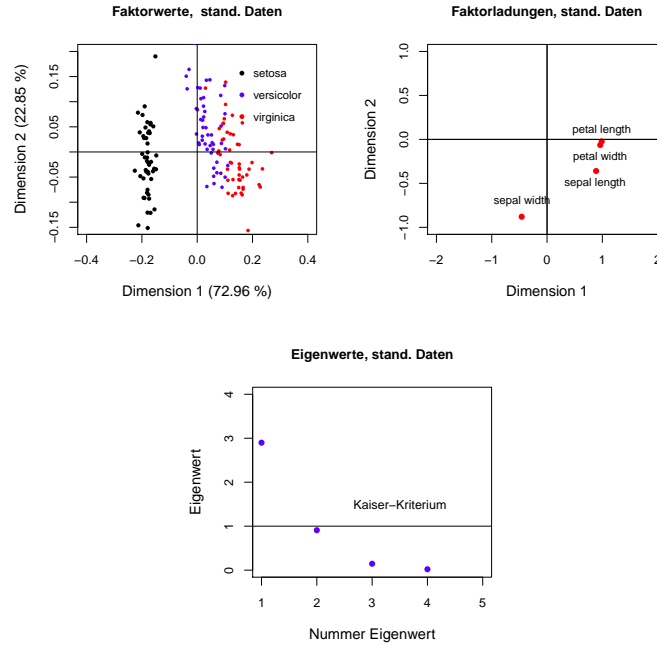 Faktorwerte, stand. Daten
Dimension 2 (22.85 %)
0.15
0.05
−0.05
−0.15
setosa
versicolor
virginica
−0.4
−0.2
0.0
0.2
0.4
Dimension 1 (72.96 %)
Faktorladungen, stand. Daten
Dimension 2
1.0
0.5
0.0
−0.5
−1.0
petal length
petal width
sepal length
sepal width
−2
−1
0
1
2
Dimension 1
Eigenwerte, stand. Daten
Eigenwert
4
3
2
1
0
Kaiser−Kriterium
1
2
3
4
5
Nummer Eigenwert